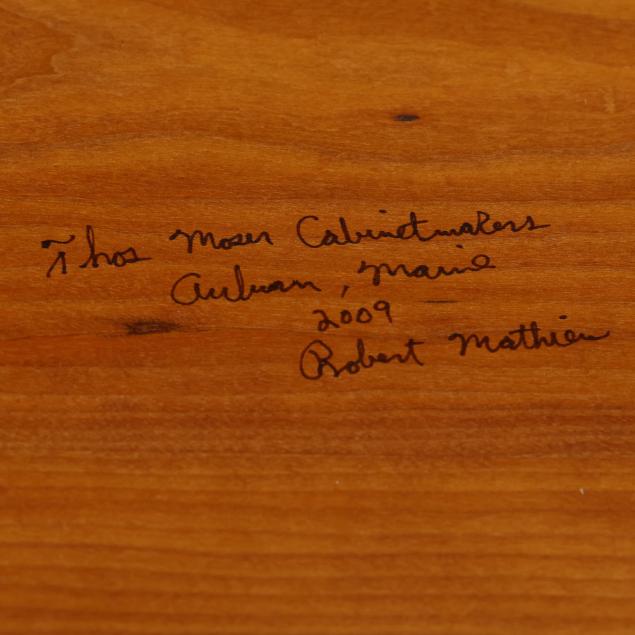 Thos Moser Cabinetmakers
Auburn, Maine
2009
Robert Mathieu